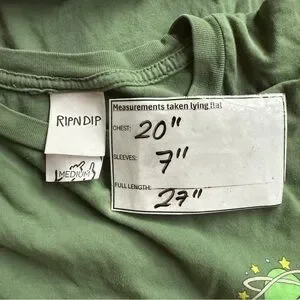 RIPNDIP
MEDIUM
Measurements taken lying flat
CHEST: 20"
SLEEVES: 7"
FULL LENGTH: 27"